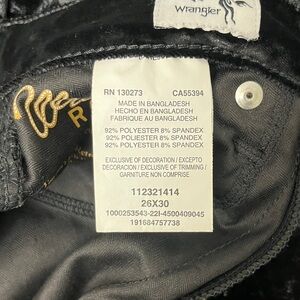 Wrangler
RN 130273 CA55394
MADE IN BANGLADESH
HECHO EN BANGLADESH
FABRIQUE AU BANGLADESH
92% POLYESTER 8% SPANDEX
92% POLYESTER 8% SPANDEX
92% POLYESTER 8% SPANDEX
EXCLUSIVE OF DECORATION / EXCEPTO
DECORACION / EXCLUSIVE OF TRIMMING /
GARNITURE NON COMPRISE
112321414
26X30
1000253543-22I-4500409045
191684757738
R